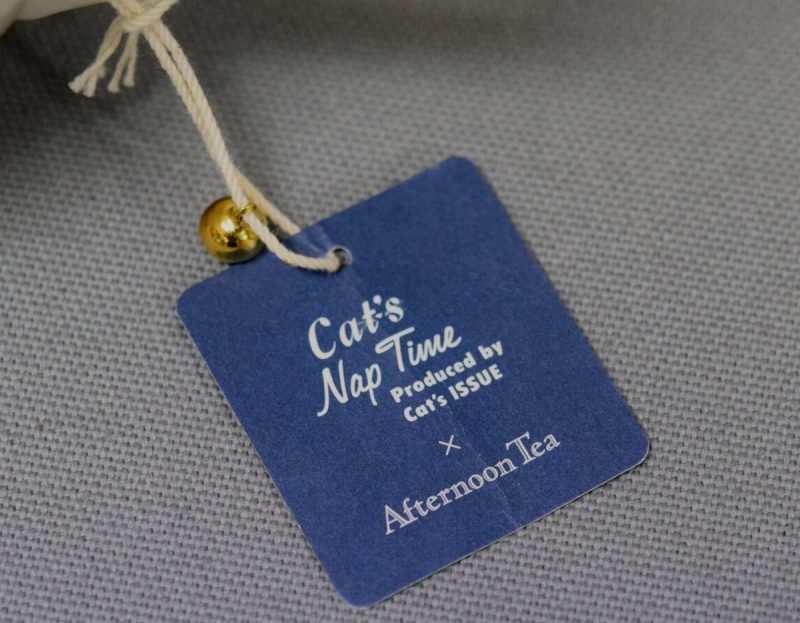 Cat's
Nap Time
Produced by
Cat's ISSUE
×
Afternoon Tea